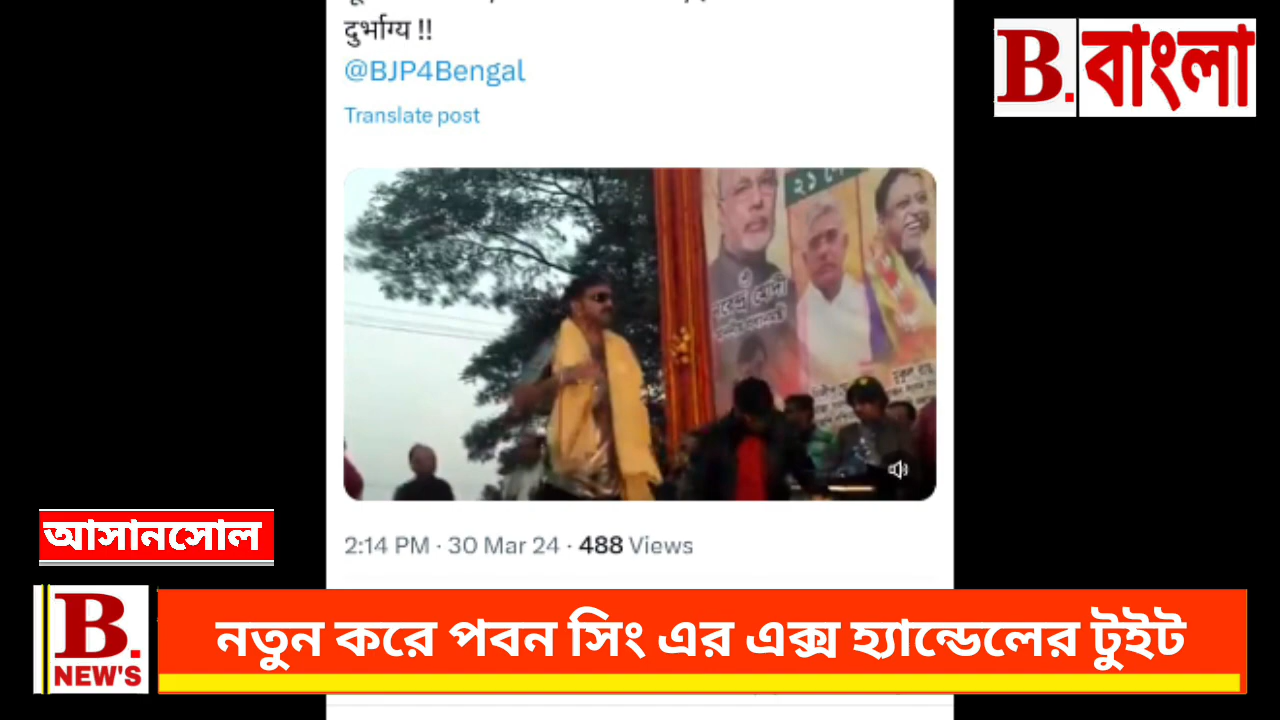 दुर्भाग्य !!
@BJP4Bengal
Translate post
B. বাংলা
২১
নরেন্দ্র মোদী
2:14 PM · 30 Mar 24 · 488 Views
আসানসোল
B.
NEW'S
নতুন করে পবন সিং এর এক্স হ্যান্ডেলের টুইট